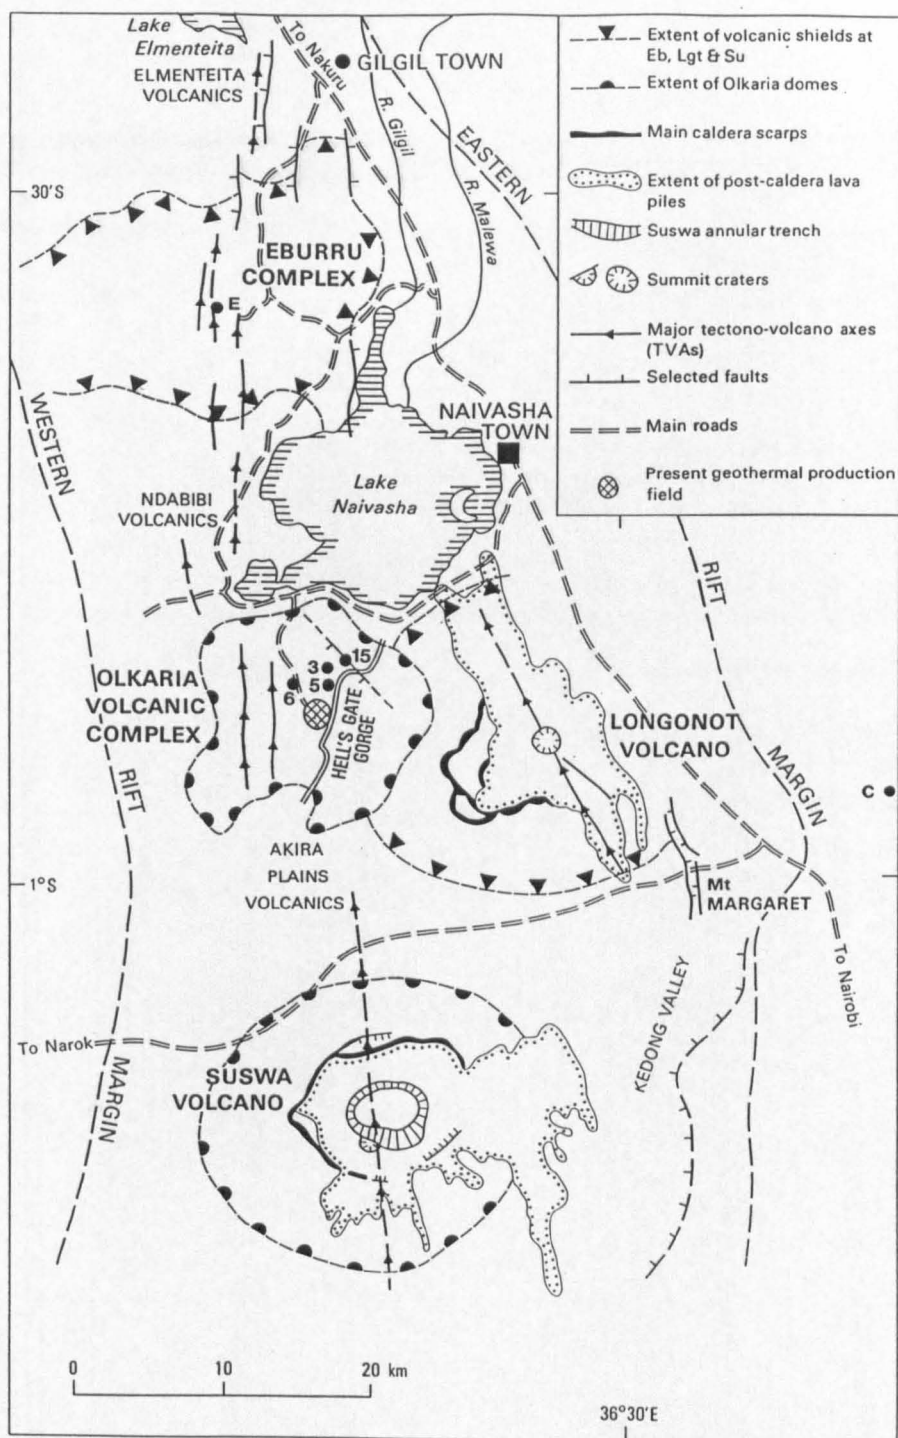 Lake
Elmenteita
ELMENTEITA
VOLCANICS
To Nakuru
GILGIL TOWN
R. Gilgil
R. Malewa
EASTERN
30'S
EBURRU
COMPLEX
E
WESTERN
NAIVASHA
TOWN
Lake
Naivasha
NDABIBI
VOLCANICS
RIFT
OLKARIA
VOLCANIC
COMPLEX
15
3
5
6
HELL'S GATE
GORGE
LONGONOT
VOLCANO
RIFT
MARGIN
C
AKIRA
PLAINS
VOLCANICS
1°S
Mt
MARGARET
To Nairobi
KEDONG VALLEY
To Narok
MARGIN
SUSWA
VOLCANO
0 10 20 km
36°30'E
Extent of volcanic shields at
Eb, Lgt & Su
Extent of Olkaria domes
Main caldera scarps
Extent of post-caldera lava
piles
Suswa annular trench
Summit craters
Major tectono-volcano axes
(TVAs)
Selected faults
Main roads
Present geothermal production
field